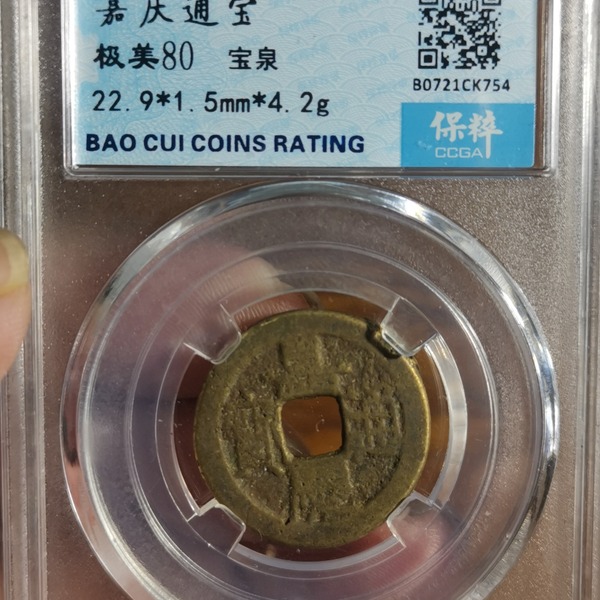 嘉庆通宝
极美80 宝泉
22.9*1.5mm*4.2g
BAO CUI COINS RATING
B0721CK754
保粹
CCGA